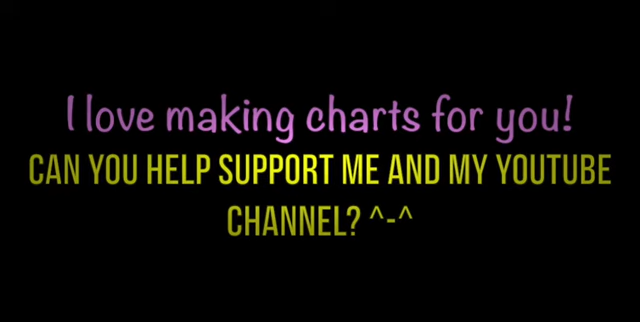 I love making charts for you!
CAN YOU HELP SUPPORT ME AND MY YOUTUBE
CHANNEL? ^-^